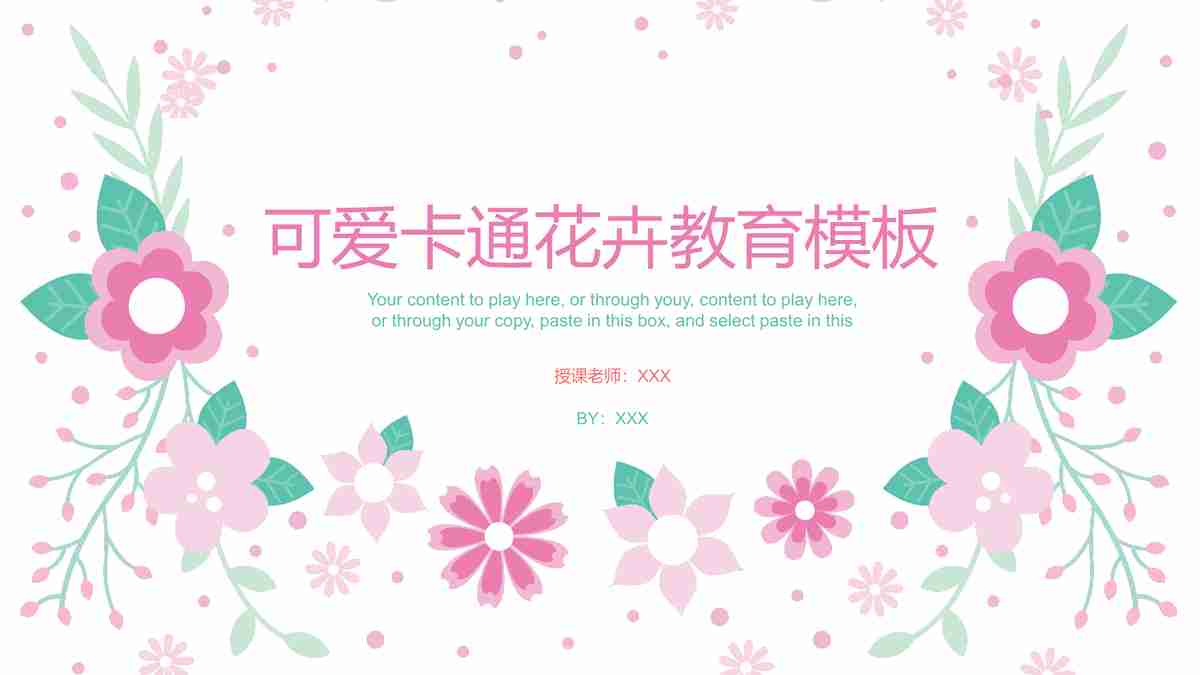 可爱卡通花卉教育模板
Your content to play here, or through youy, content to play here,
or through your copy, paste in this box, and select paste in this
授课老师：XXX
BY：XXX